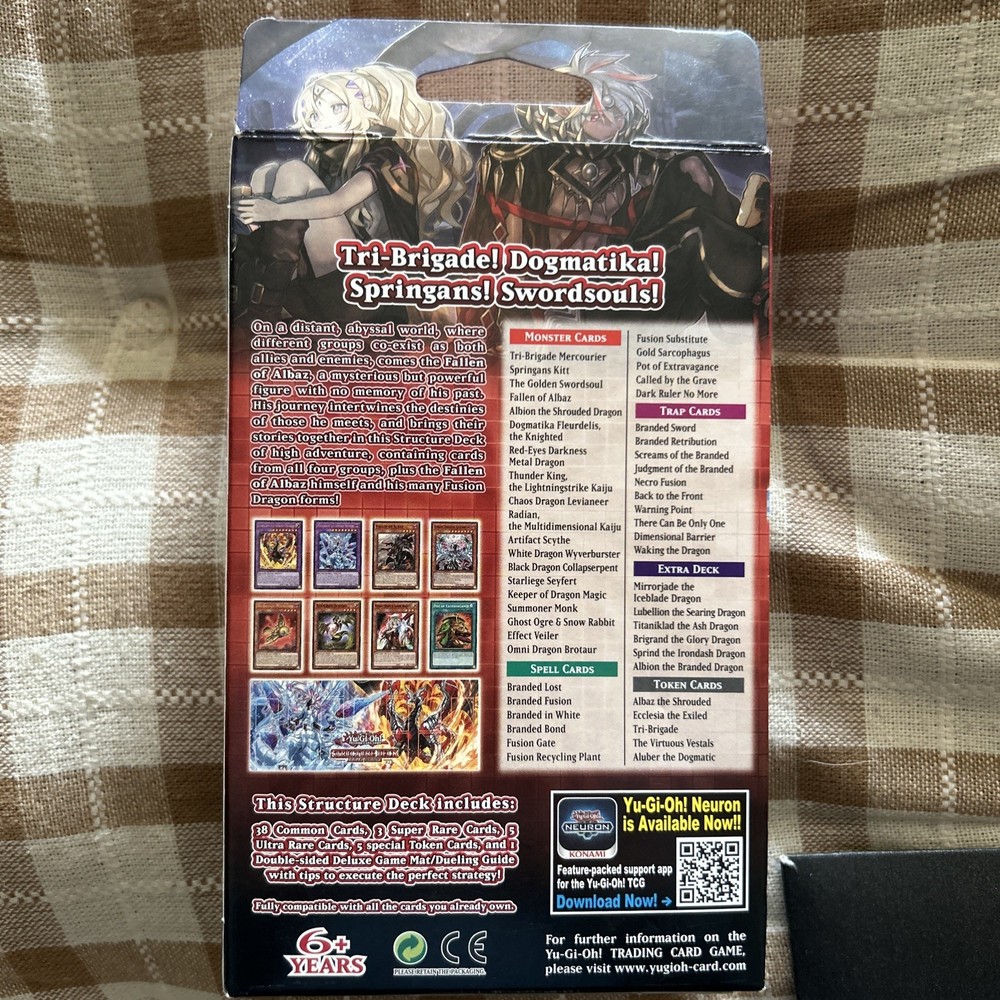 Tri-Brigade! Dogmatika!
Springans! Swordsouls!
On a distant, abyssal world, where
different groups co-exist as both
allies and enemies, comes the Fallen
of Albaz, a mysterious but powerful
figure with no memory of his past.
His journey intertwines the destinies
of those he meets, and brings their
stories together in this Structure Deck
of high adventure, containing cards
from all four groups, plus the Fallen
of Albaz himself and his many Fusion
Dragon forms!
MONSTER CARDS
Tri-Brigade Mercourier
Springans Kitt
The Golden Swordsoul
Fallen of Albaz
Albion the Shrouded Dragon
Dogmatika Fleurdelis,
the Knighted
Red-Eyes Darkness
Metal Dragon
Thunder King,
the Lightningstrike Kaiju
Chaos Dragon Levianeer
Radian,
the Multidimensional Kaiju
Artifact Scythe
White Dragon Wyverburster
Black Dragon Collapserpent
Starliege Seyfert
Keeper of Dragon Magic
Summoner Monk
Ghost Ogre & Snow Rabbit
Effect Veiler
Omni Dragon Brotaur
SPELL CARDS
Branded Lost
Branded Fusion
Branded in White
Branded Bond
Fusion Gate
Fusion Recycling Plant
Fusion Substitute
Gold Sarcophagus
Pot of Extravagance
Called by the Grave
Dark Ruler No More
TRAP CARDS
Branded Sword
Branded Retribution
Screams of the Branded
Judgment of the Branded
Necro Fusion
Back to the Front
Warning Point
There Can Be Only One
Dimensional Barrier
Waking the Dragon
EXTRA DECK
Mirrorjade the
Iceblade Dragon
Lubellion the Searing Dragon
Titaniklad the Ash Dragon
Brigrand the Glory Dragon
Sprind the Irondash Dragon
Albion the Branded Dragon
TOKEN CARDS
Albaz the Shrouded
Ecclesia the Exiled
Tri-Brigade
The Virtuous Vestals
Aluber the Dogmatic
Yu-Gi-Oh!
This Structure Deck includes:
38 Common Cards, 3 Super Rare Cards, 5
Ultra Rare Cards, 5 special Token Cards, and 1
Double-sided Deluxe Game Mat/Dueling Guide
with tips to execute the perfect strategy!
Fully compatible with all the cards you already own.
Yu-Gi-Oh!
NEURON
KONAMI
Yu-Gi-Oh! Neuron
is Available Now!!
Feature-packed support app
for the Yu-Gi-Oh! TCG
Download Now! →
6+
YEARS
PLEASE RETAIN THE PACKAGING.
CE
For further information on the
Yu-Gi-Oh! TRADING CARD GAME,
please visit www.yugioh-card.com